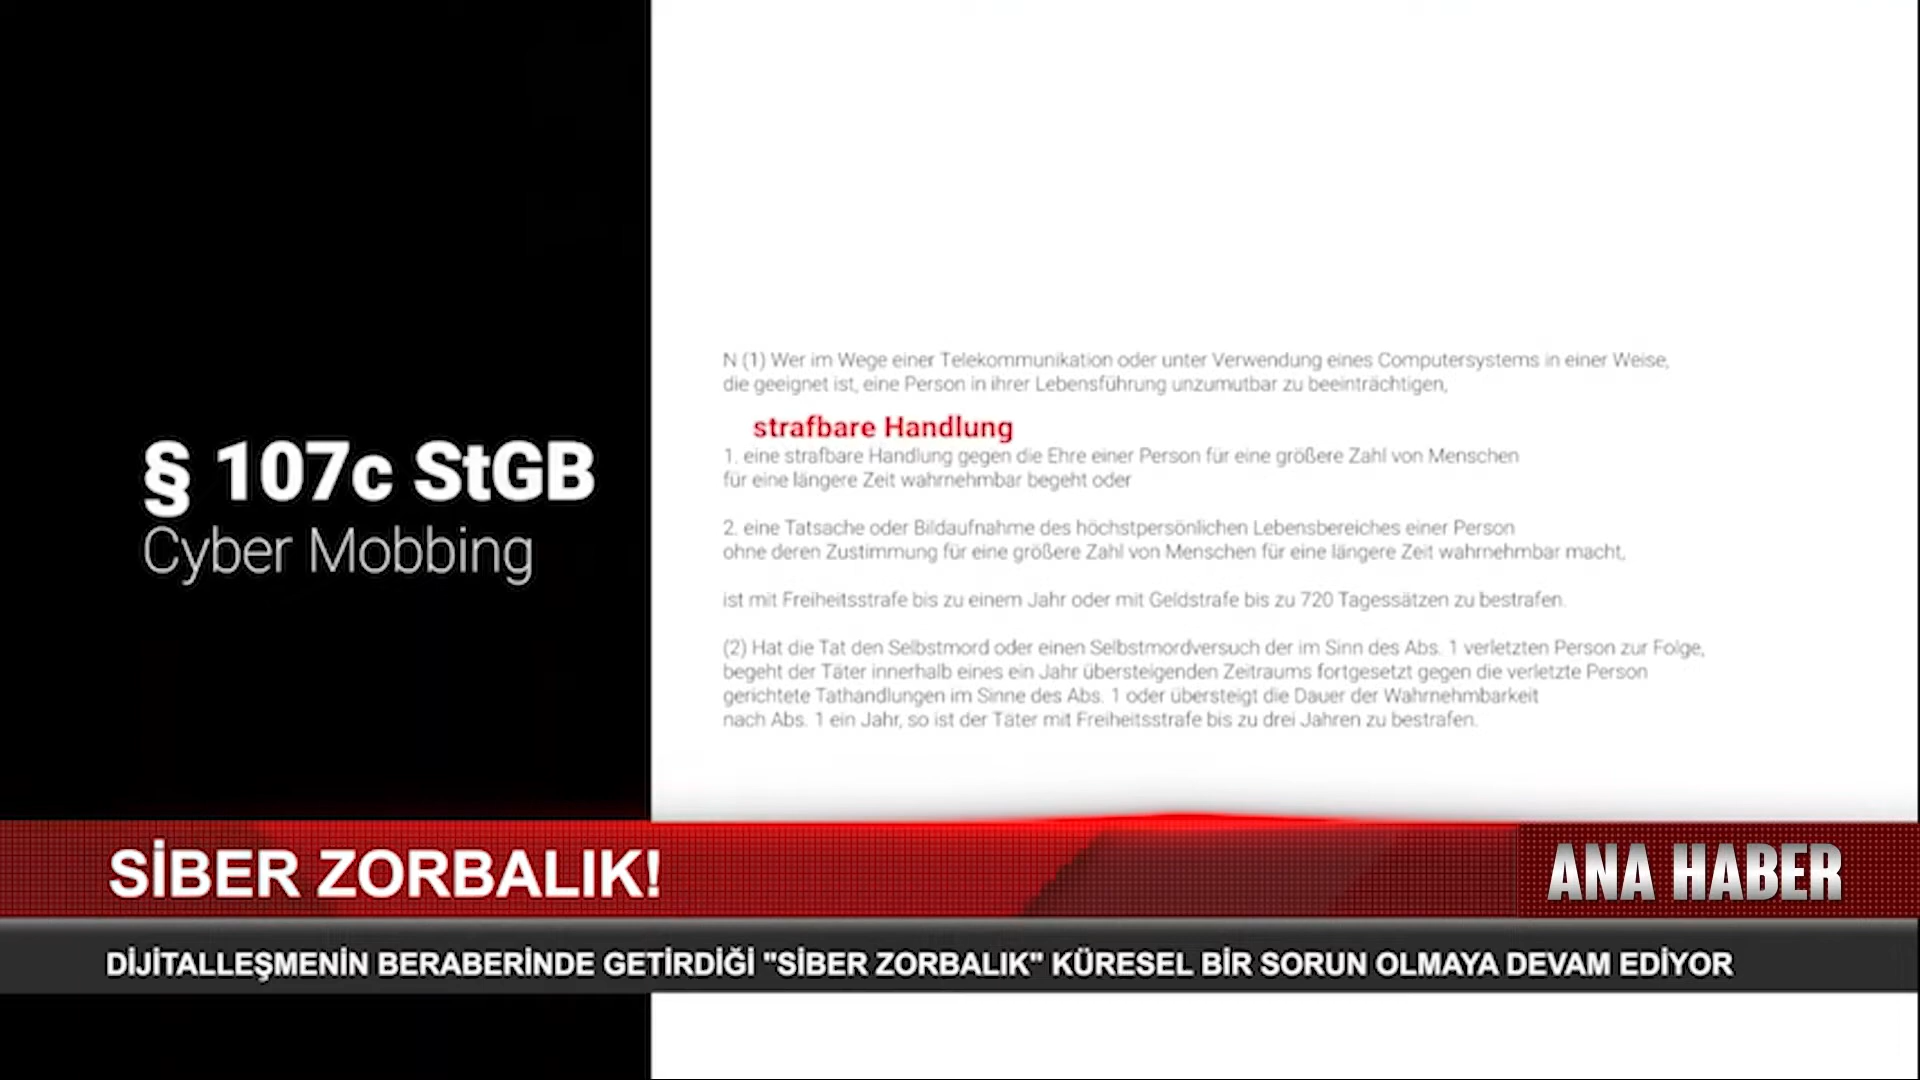 § 107c StGB
Cyber Mobbing
N (1) Wer im Wege einer Telekommunikation oder unter Verwendung eines Computersystems in einer Weise,
die geeignet ist, eine Person in ihrer Lebensführung unzumutbar zu beeinträchtigen,
strafbare Handlung
1. eine strafbare Handlung gegen die Ehre einer Person für eine größere Zahl von Menschen
für eine längere Zeit wahrnehmbar begeht oder
2. eine Tatsache oder Bildaufnahme des höchstpersönlichen Lebensbereiches einer Person
ohne deren Zustimmung für eine größere Zahl von Menschen für eine längere Zeit wahrnehmbar macht,
ist mit Freiheitsstrafe bis zu einem Jahr oder mit Geldstrafe bis zu 720 Tagessätzen zu bestrafen.
(2) Hat die Tat den Selbstmord oder einen Selbstmordversuch der im Sinn des Abs. 1 verletzten Person zur Folge,
begeht der Täter innerhalb eines ein Jahr übersteigenden Zeitraums fortgesetzt gegen die verletzte Person
gerichtete Tathandlungen im Sinne des Abs. 1 oder übersteigt die Dauer der Wahrnehmbarkeit
nach Abs. 1 ein Jahr, so ist der Täter mit Freiheitsstrafe bis zu drei Jahren zu bestrafen.
SİBER ZORBALIK!
ANA HABER
DİJİTALLEŞMENİN BERABERİNDE GETİRDİĞİ "SİBER ZORBALIK" KÜRESEL BİR SORUN OLMAYA DEVAM EDİYOR